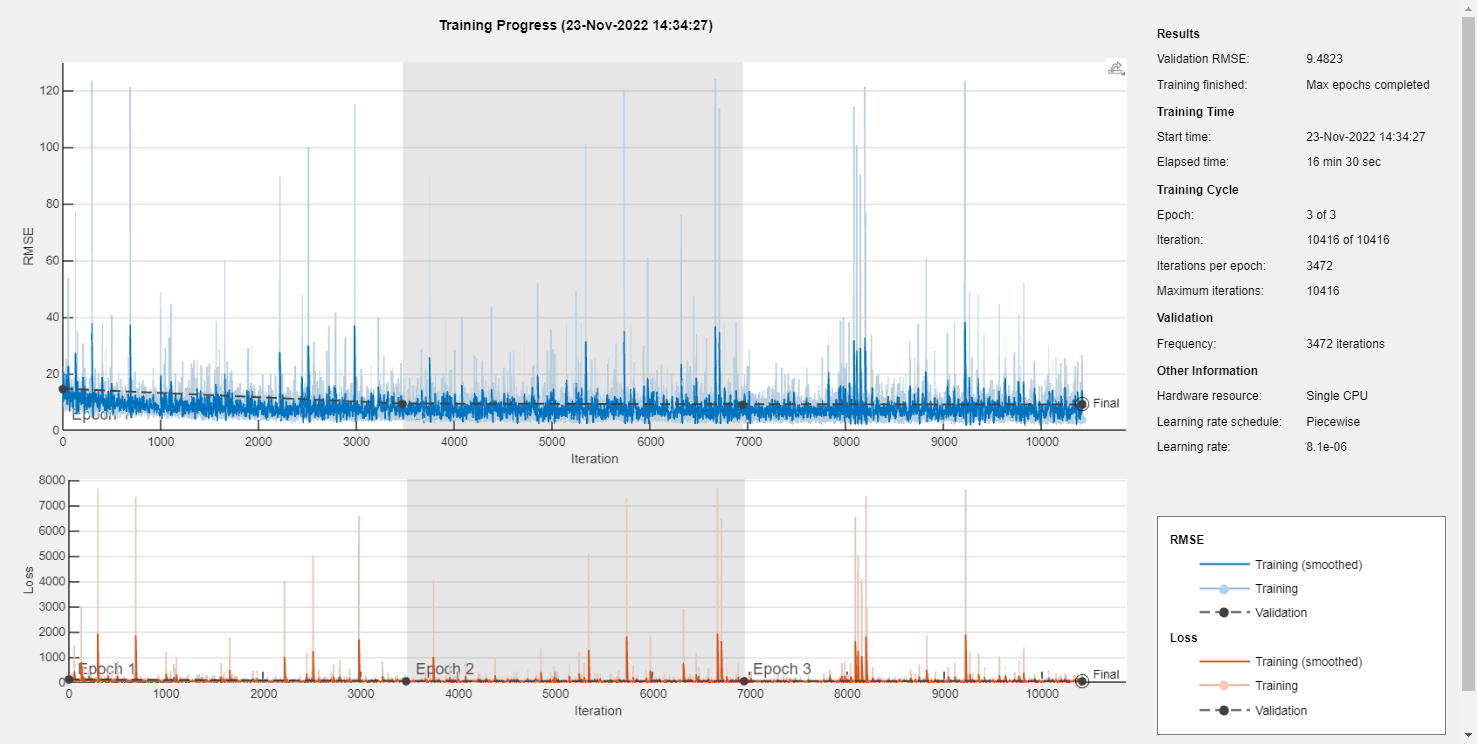 Training Progress (23-Nov-2022 14:34:27)
120
100
80
60
40
20
0
RMSE
Epoch
Final
0 1000 2000 3000 4000 5000 6000 7000 8000 9000 10000
Iteration
8000
7000
6000
5000
4000
3000
2000
1000
0
Loss
Epoch 1 Epoch 2 Epoch 3
Final
0 1000 2000 3000 4000 5000 6000 7000 8000 9000 10000
Iteration
Results
Validation RMSE: 9.4823
Training finished: Max epochs completed
Training Time
Start time: 23-Nov-2022 14:34:27
Elapsed time: 16 min 30 sec
Training Cycle
Epoch: 3 of 3
Iteration: 10416 of 10416
Iterations per epoch: 3472
Maximum iterations: 10416
Validation
Frequency: 3472 iterations
Other Information
Hardware resource: Single CPU
Learning rate schedule: Piecewise
Learning rate: 8.1e-06
RMSE
Training (smoothed)
Training
Validation
Loss
Training (smoothed)
Training
Validation